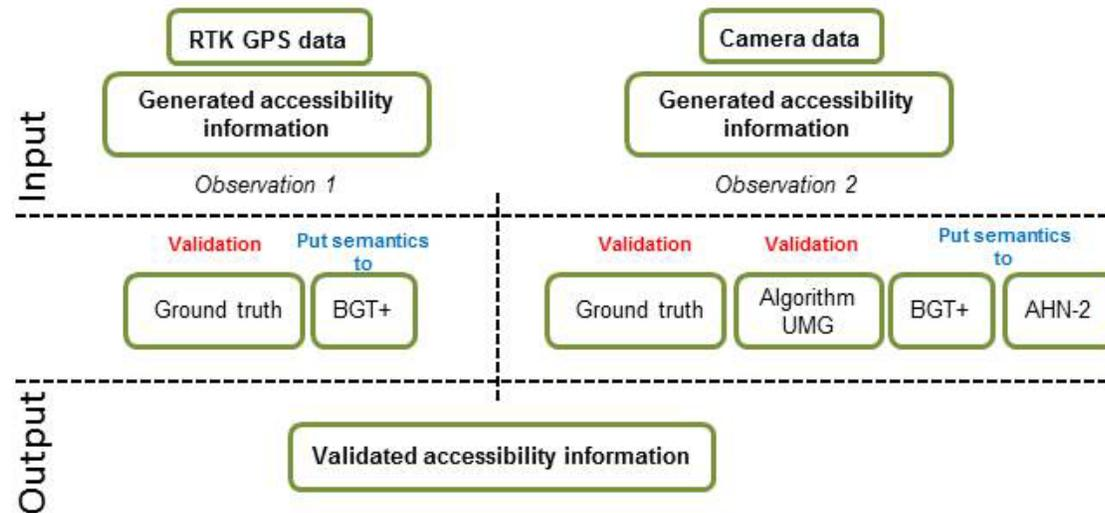 RTK GPS data
Camera data
Generated accessibility
information
Generated accessibility
information
Input
Observation 1
Observation 2
Validation
Put semantics
to
Validation
Validation
Put semantics
to
Ground truth
BGT+
Ground truth
Algorithm
UMG
BGT+
AHN-2
Output
Validated accessibility information